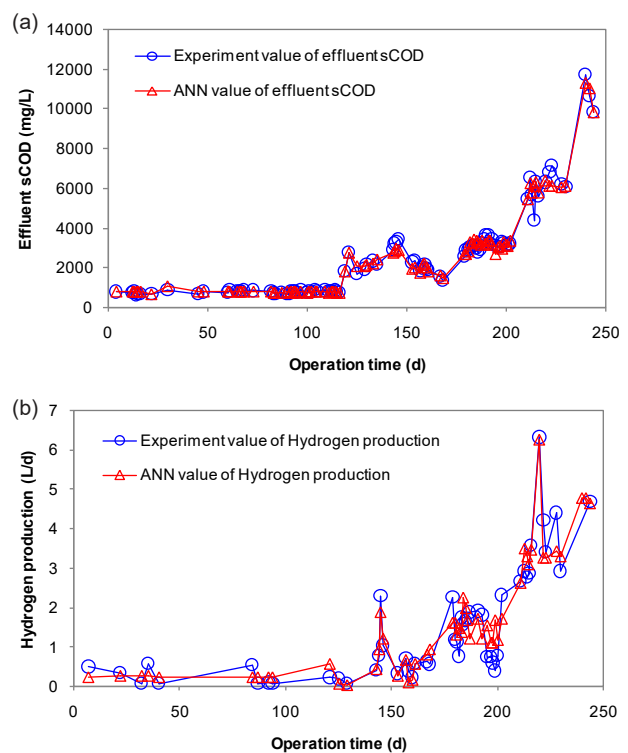 (a)
Experiment value of effluent sCOD
ANN value of effluent sCOD
Effluent sCOD (mg/L)
14000
12000
10000
8000
6000
4000
2000
0
0 50 100 150 200 250
Operation time (d)
(b)
Experiment value of Hydrogen production
ANN value of Hydrogen production
Hydrogen production (L/d)
7
6
5
4
3
2
1
0
0 50 100 150 200 250
Operation time (d)